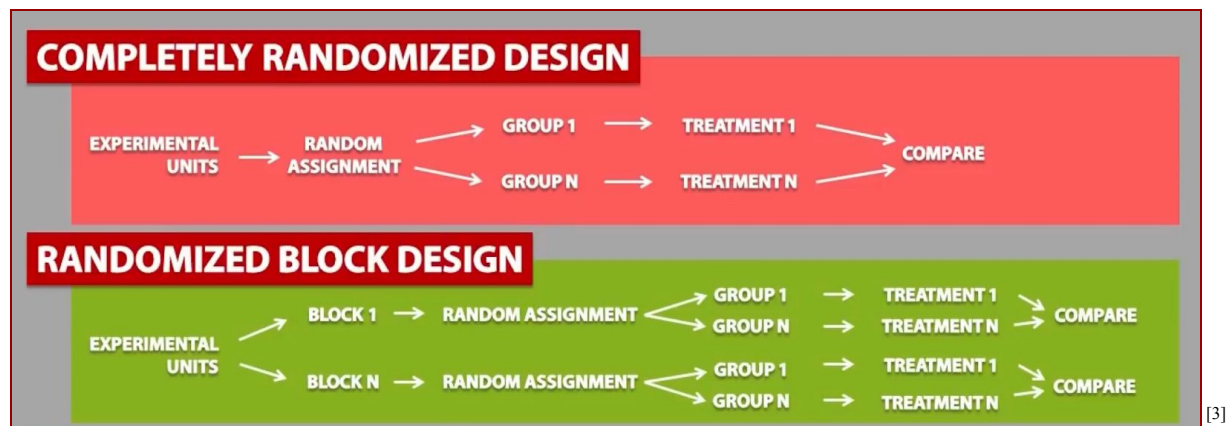 COMPLETELY RANDOMIZED DESIGN
EXPERIMENTAL
UNITS
RANDOM
ASSIGNMENT
GROUP 1
TREATMENT 1
GROUP N
TREATMENT N
COMPARE
RANDOMIZED BLOCK DESIGN
EXPERIMENTAL
UNITS
BLOCK 1
RANDOM ASSIGNMENT
GROUP 1
TREATMENT 1
GROUP N
TREATMENT N
COMPARE
BLOCK N
RANDOM ASSIGNMENT
GROUP 1
TREATMENT 1
GROUP N
TREATMENT N
COMPARE
[3]